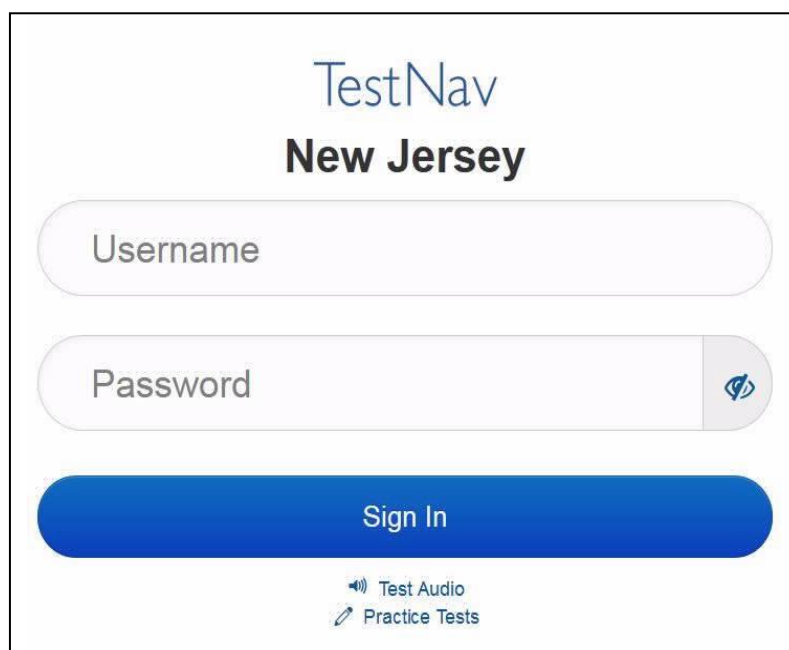 TestNav
New Jersey
Username
Password
Sign In
Test Audio
Practice Tests